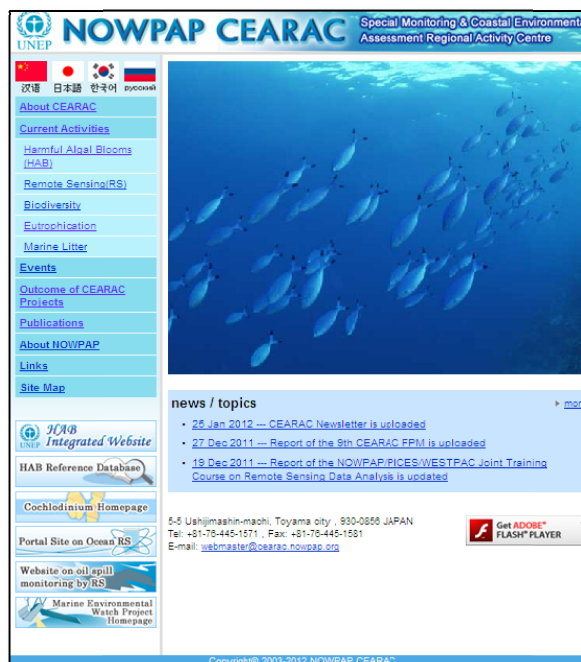 UNEP
NOWPAP CEARAC
Special Monitoring & Coastal Environmenta
Assessment Regional Activity Centre
汉语 日本語 한국어 русский
About CEARAC
Current Activities
Harmful Algal Blooms
(HAB)
Remote Sensing(RS)
Biodiversity
Eutrophication
Marine Litter
Events
Outcome of CEARAC
Projects
Publications
About NOWPAP
Links
Site Map
UNEP
HAB
Integrated Website
HAB Reference Database
Cochlodinium Homepage
Portal Site on Ocean RS
Website on oil spill
monitoring by RS
Marine Environmental
Watch Project
Homepage
news / topics
mor
25 Jan 2012 --- CEARAC Newsletter is uploaded
27 Dec 2011 --- Report of the 9th CEARAC FPM is uploaded
19 Dec 2011 --- Report of the NOWPAP/PICES/WESTPAC Joint Training
Course on Remote Sensing Data Analysis is updated
5-5 Ushijimashin-machi, Toyama city , 930-0856 JAPAN
Tel: +81-76-445-1571 , Fax: +81-76-445-1581
E-mail: webmaster@cearac.nowpap.org
Get ADOBE®
FLASH® PLAYER
Copyright© 2003-2012 NOWPAP CEARAC